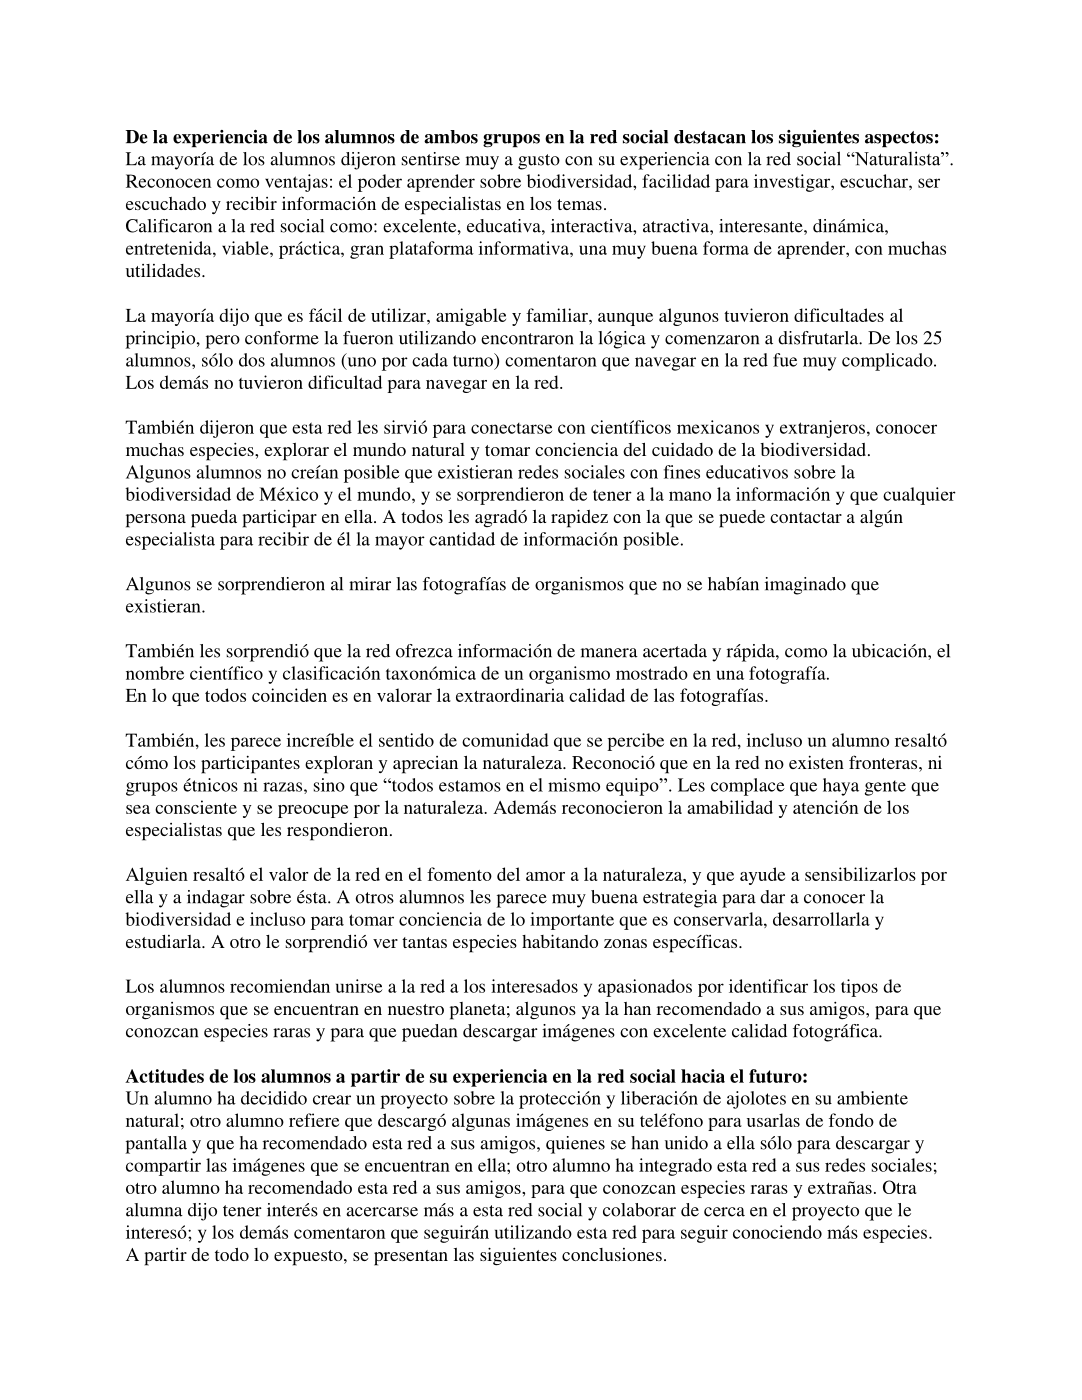 De la experiencia de los alumnos de ambos grupos en la red social destacan los siguientes aspectos:
La mayoría de los alumnos dijeron sentirse muy a gusto con su experiencia con la red social “Naturalista”.
Reconocen como ventajas: el poder aprender sobre biodiversidad, facilidad para investigar, escuchar, ser
escuchado y recibir información de especialistas en los temas.
Calificaron a la red social como: excelente, educativa, interactiva, atractiva, interesante, dinámica,
entretenida, viable, práctica, gran plataforma informativa, una muy buena forma de aprender, con muchas
utilidades.
La mayoría dijo que es fácil de utilizar, amigable y familiar, aunque algunos tuvieron dificultades al
principio, pero conforme la fueron utilizando encontraron la lógica y comenzaron a disfrutarla. De los 25
alumnos, sólo dos alumnos (uno por cada turno) comentaron que navegar en la red fue muy complicado.
Los demás no tuvieron dificultad para navegar en la red.
También dijeron que esta red les sirvió para conectarse con científicos mexicanos y extranjeros, conocer
muchas especies, explorar el mundo natural y tomar conciencia del cuidado de la biodiversidad.
Algunos alumnos no creían posible que existieran redes sociales con fines educativos sobre la
biodiversidad de México y el mundo, y se sorprendieron de tener a la mano la información y que cualquier
persona pueda participar en ella. A todos les agradó la rapidez con la que se puede contactar a algún
especialista para recibir de él la mayor cantidad de información posible.
Algunos se sorprendieron al mirar las fotografías de organismos que no se habían imaginado que
existieran.
También les sorprendió que la red ofrezca información de manera acertada y rápida, como la ubicación, el
nombre científico y clasificación taxonómica de un organismo mostrado en una fotografía.
En lo que todos coinciden es en valorar la extraordinaria calidad de las fotografías.
También, les parece increíble el sentido de comunidad que se percibe en la red, incluso un alumno resaltó
cómo los participantes exploran y aprecian la naturaleza. Reconoció que en la red no existen fronteras, ni
grupos étnicos ni razas, sino que “todos estamos en el mismo equipo”. Les complace que haya gente que
sea consciente y se preocupe por la naturaleza. Además reconocieron la amabilidad y atención de los
especialistas que les respondieron.
Alguien resaltó el valor de la red en el fomento del amor a la naturaleza, y que ayude a sensibilizarlos por
ella y a indagar sobre ésta. A otros alumnos les parece muy buena estrategia para dar a conocer la
biodiversidad e incluso para tomar conciencia de lo importante que es conservarla, desarrollarla y
estudiarla. A otro le sorprendió ver tantas especies habitando zonas específicas.
Los alumnos recomiendan unirse a la red a los interesados y apasionados por identificar los tipos de
organismos que se encuentran en nuestro planeta; algunos ya la han recomendado a sus amigos, para que
conozcan especies raras y para que puedan descargar imágenes con excelente calidad fotográfica.
Actitudes de los alumnos a partir de su experiencia en la red social hacia el futuro:
Un alumno ha decidido crear un proyecto sobre la protección y liberación de ajolotes en su ambiente
natural; otro alumno refiere que descargó algunas imágenes en su teléfono para usarlas de fondo de
pantalla y que ha recomendado esta red a sus amigos, quienes se han unido a ella sólo para descargar y
compartir las imágenes que se encuentran en ella; otro alumno ha integrado esta red a sus redes sociales;
otro alumno ha recomendado esta red a sus amigos, para que conozcan especies raras y extrañas. Otra
alumna dijo tener interés en acercarse más a esta red social y colaborar de cerca en el proyecto que le
interesó; y los demás comentaron que seguirán utilizando esta red para seguir conociendo más especies.
A partir de todo lo expuesto, se presentan las siguientes conclusiones.